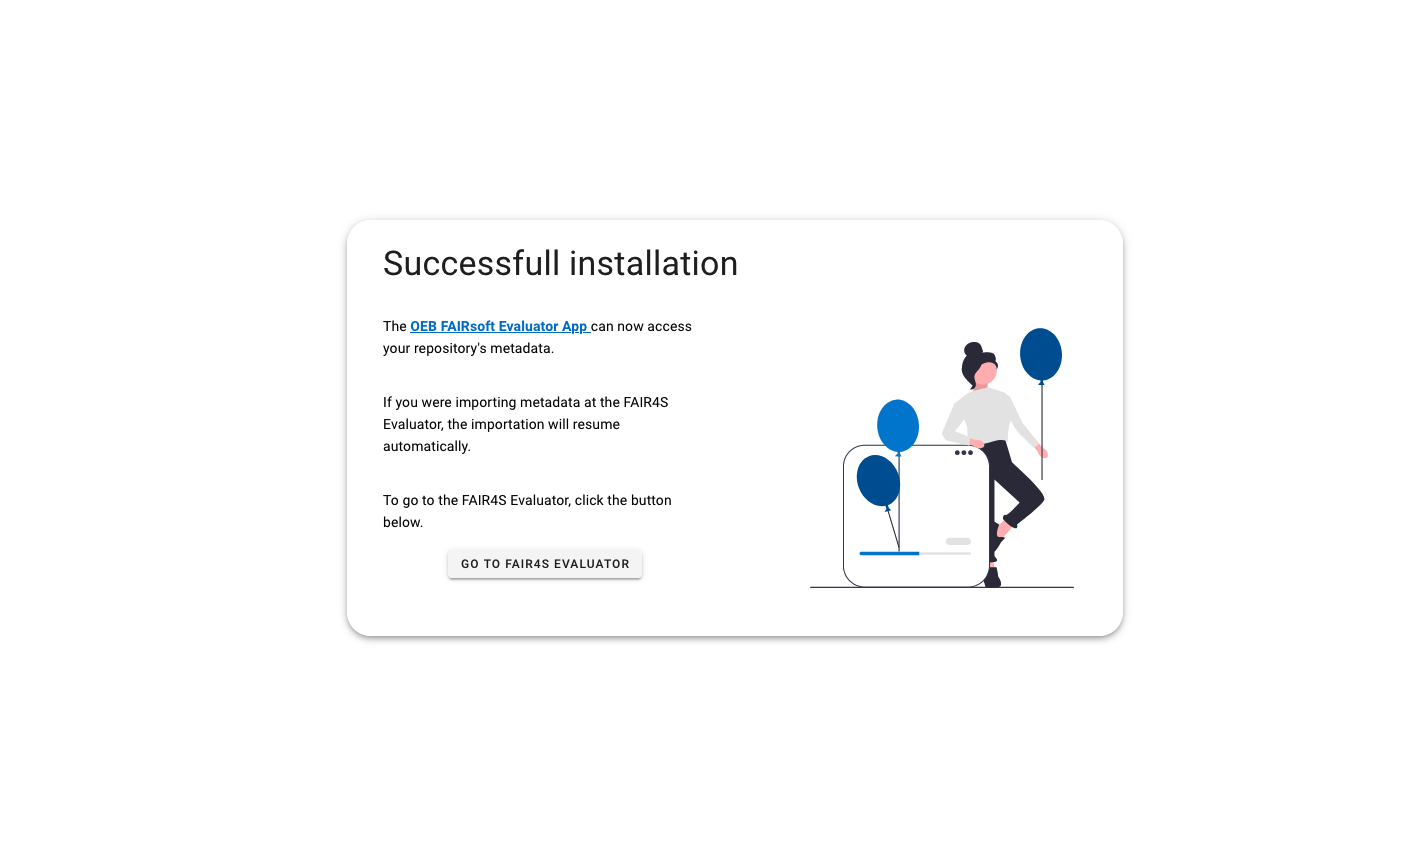 Successfull installation
The OEB FAIRsoft Evaluator App can now access
your repository's metadata.
If you were importing metadata at the FAIR4S
Evaluator, the importation will resume
automatically.
To go to the FAIR4S Evaluator, click the button
below.
GO TO FAIR4S EVALUATOR